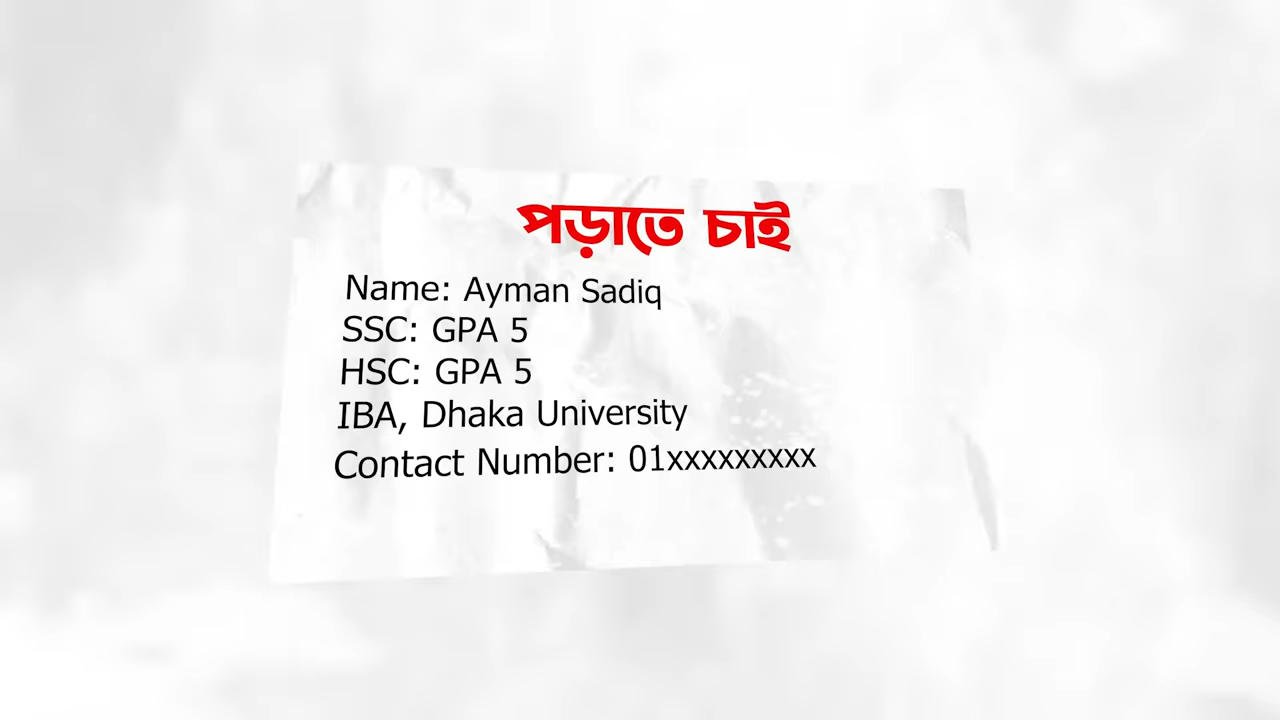 পড়াতে চাই
Name: Ayman Sadiq
SSC: GPA 5
HSC: GPA 5
IBA, Dhaka University
Contact Number: 01xxxxxxxxx